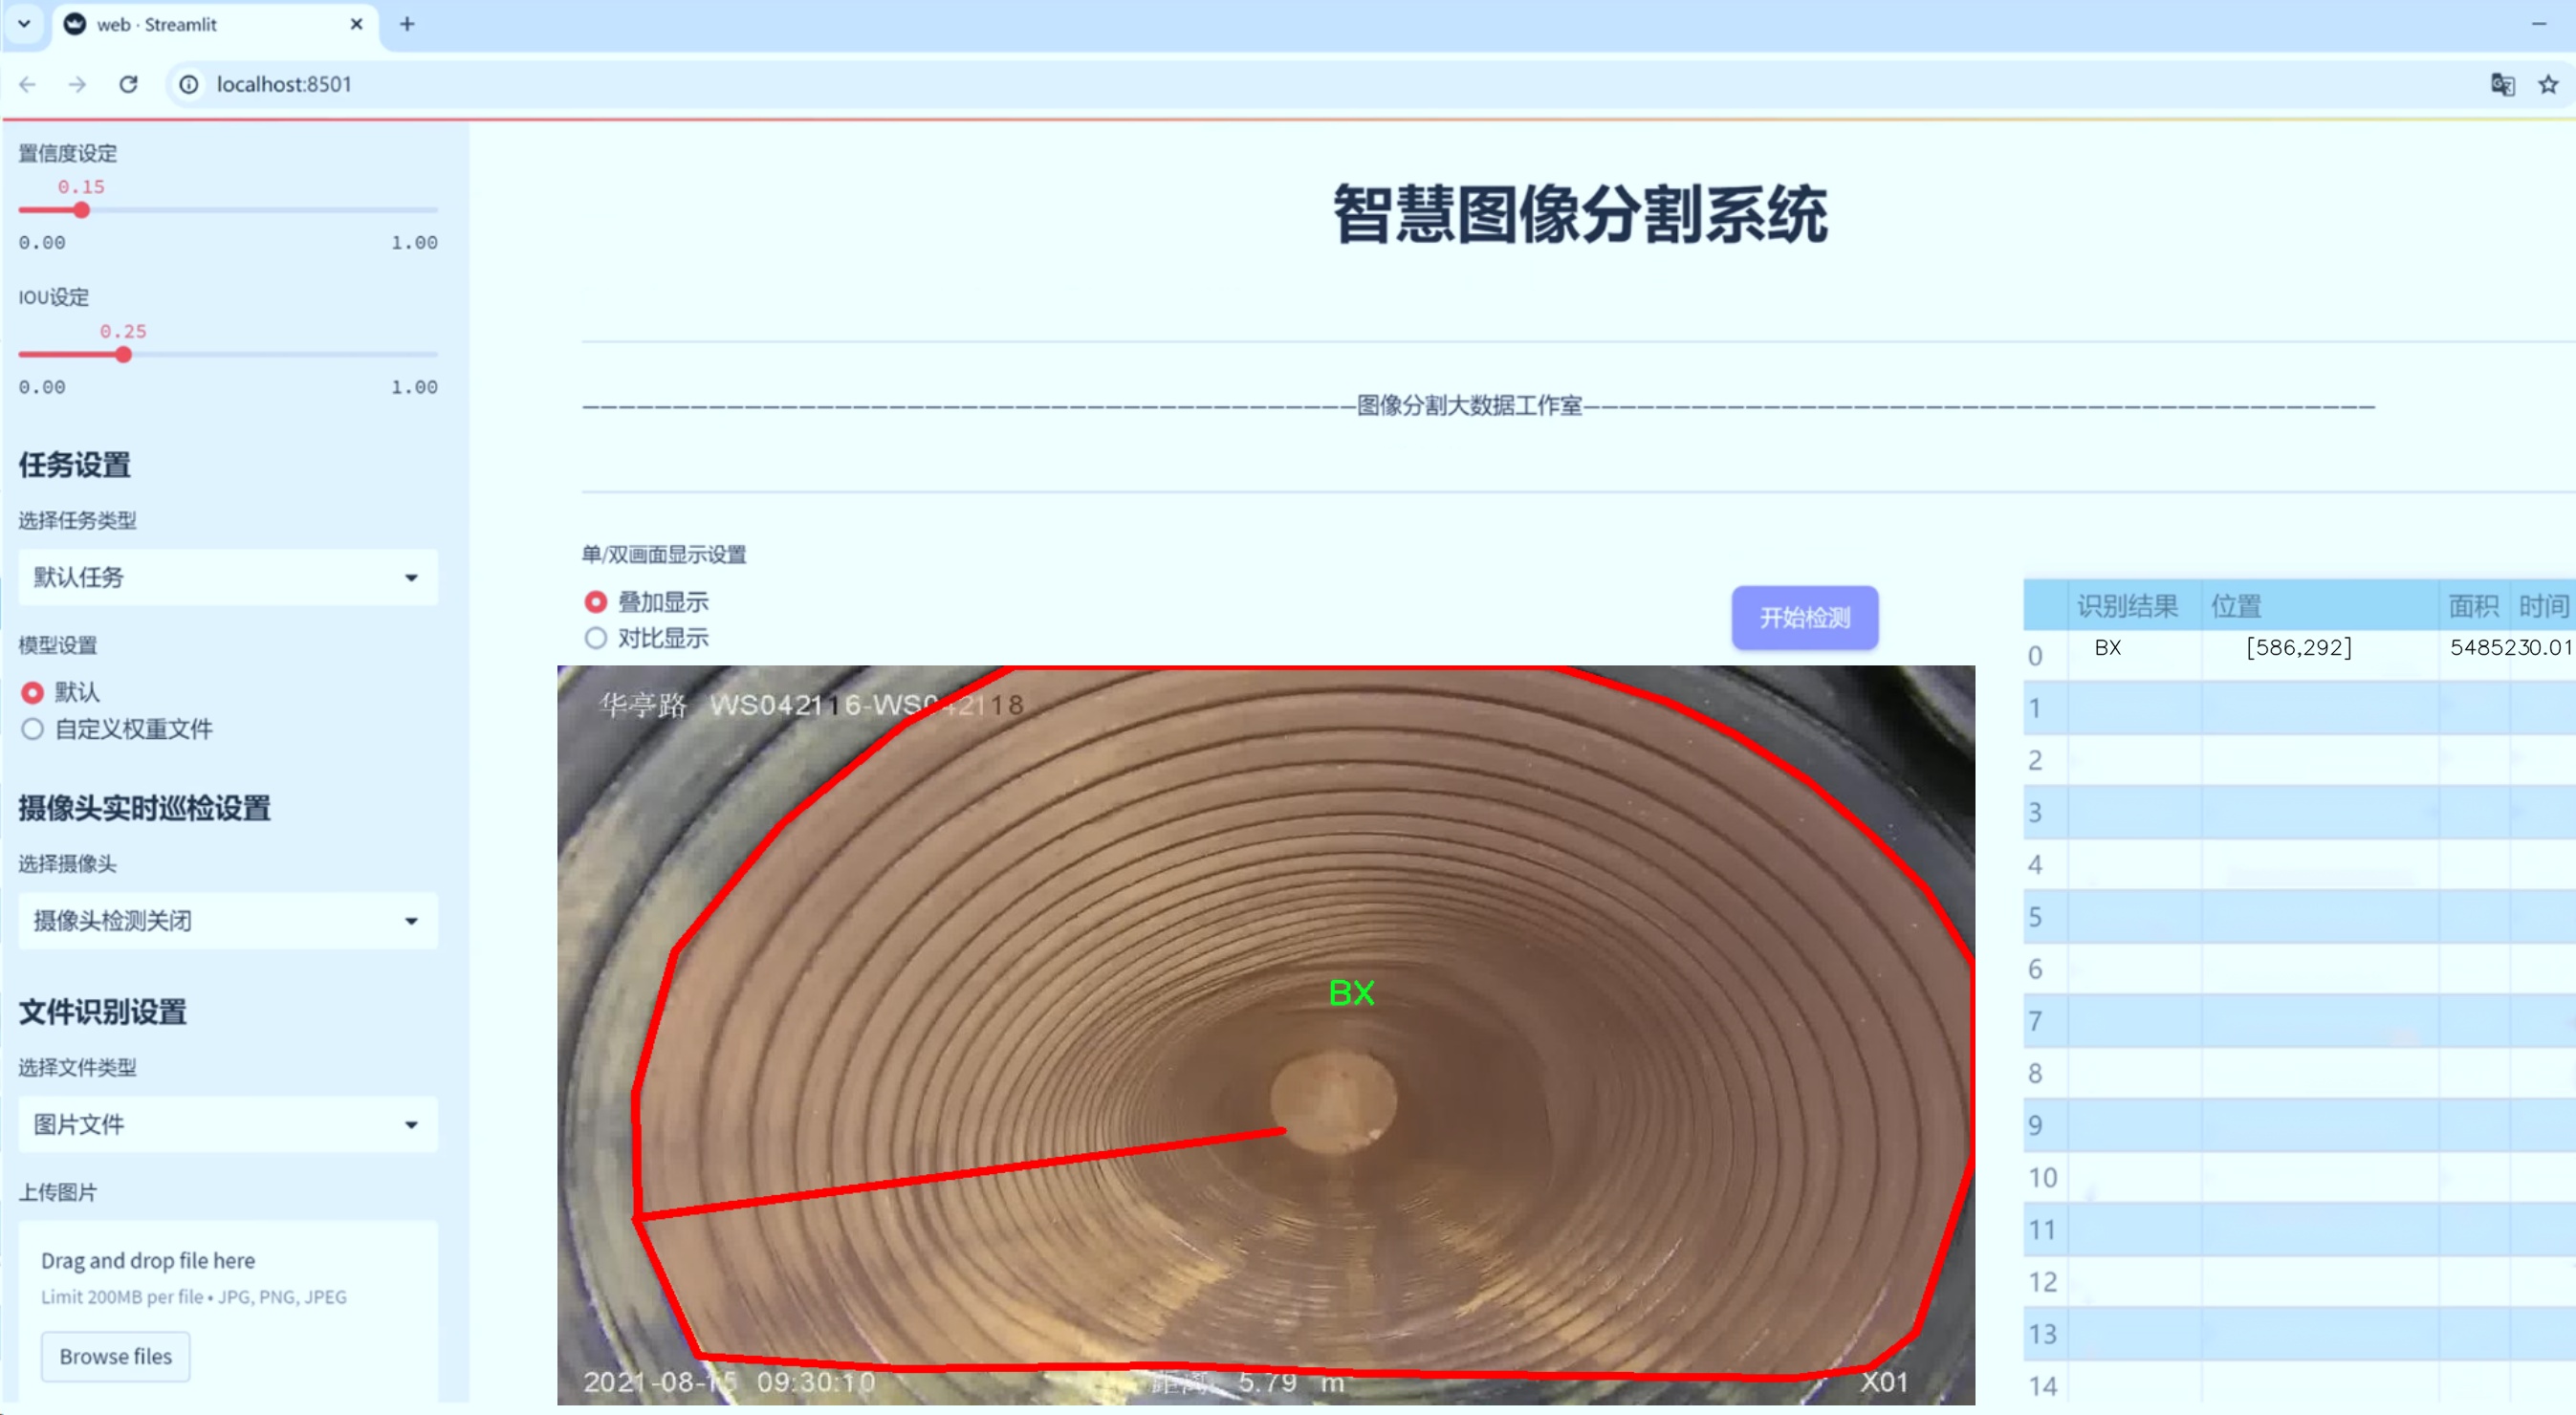 web · Streamlit
localhost:8501
置信度设定
0.15
0.00 1.00
IOU设定
0.25
0.00 1.00
任务设置
选择任务类型
默认任务
模型设置
默认
自定义权重文件
摄像头实时巡检设置
选择摄像头
摄像头检测关闭
文件识别设置
选择文件类型
图片文件
上传图片
Drag and drop file here
Limit 200MB per file • JPG, PNG, JPEG
Browse files
智慧图像分割系统
图像分割大数据工作室
单/双画面显示设置
叠加显示
对比显示
开始检测
华亭路 WS042116-WS042118
BX
2021-08-15 09:30:10 距离: 5.79 m X01
识别结果 位置 面积 时间
0 BX [586,292] 5485230.01
1
2
3
4
5
6
7
8
9
10
11
12
13
14